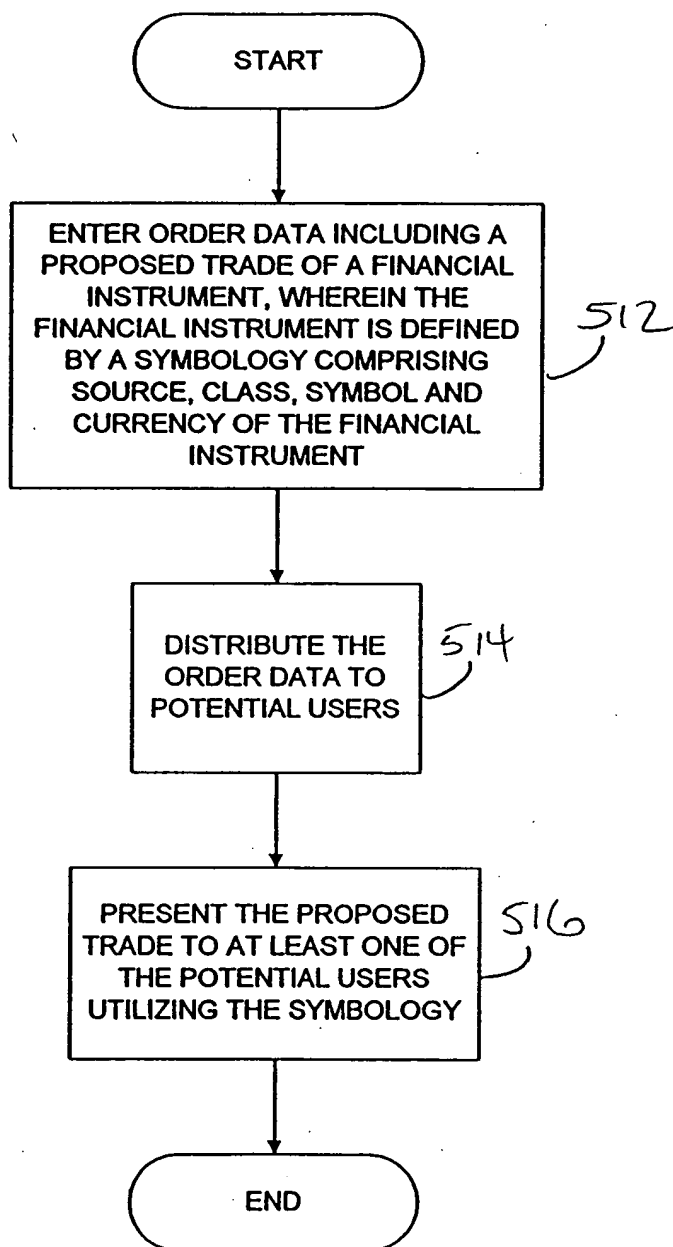 START
ENTER ORDER DATA INCLUDING A
PROPOSED TRADE OF A FINANCIAL
INSTRUMENT, WHEREIN THE
FINANCIAL INSTRUMENT IS DEFINED
BY A SYMBOLOGY COMPRISING
SOURCE, CLASS, SYMBOL AND
CURRENCY OF THE FINANCIAL
INSTRUMENT
512
DISTRIBUTE THE
ORDER DATA TO
POTENTIAL USERS
514
PRESENT THE PROPOSED
TRADE TO AT LEAST ONE OF
THE POTENTIAL USERS
UTILIZING THE SYMBOLOGY
516
END